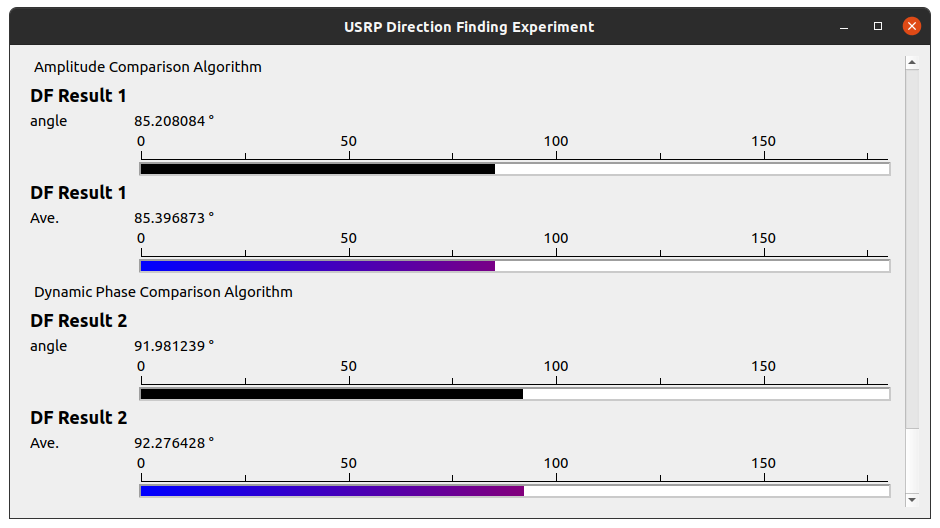 USRP Direction Finding Experiment
Amplitude Comparison Algorithm
DF Result 1
angle 85.208084 °
0 50 100 150
DF Result 1
Ave. 85.396873 °
0 50 100 150
Dynamic Phase Comparison Algorithm
DF Result 2
angle 91.981239 °
0 50 100 150
DF Result 2
Ave. 92.276428 °
0 50 100 150